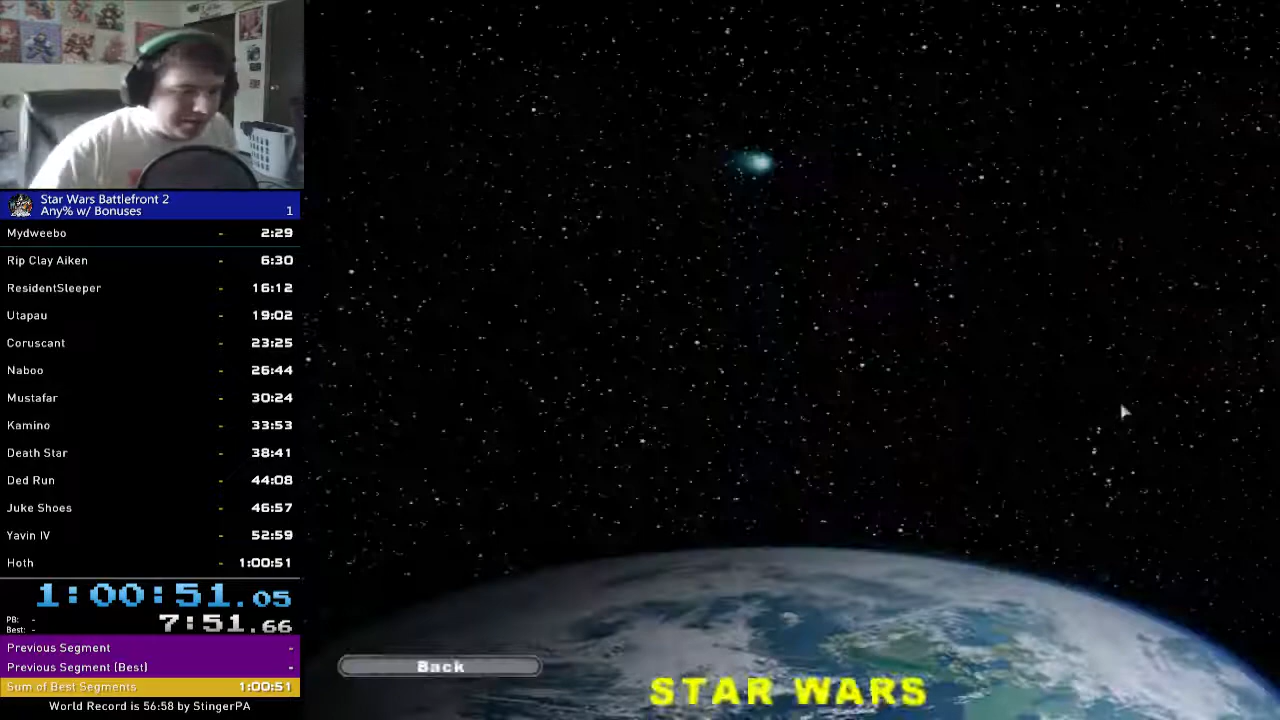 Star Wars Battlefront 2
Any% w/ Bonuses 1
Mydweebo - 2:29
Rip Clay Aiken - 6:30
ResidentSleeper - 16:12
Utapau - 19:02
Coruscant - 23:25
Naboo - 26:44
Mustafar - 30:24
Kamino - 33:53
Death Star - 38:41
Ded Run - 44:08
Juke Shoes - 46:57
Yavin IV - 52:59
Hoth - 1:00:51
1:00:51.05
PB: -
Best: - 7:51.66
Previous Segment -
Previous Segment (Best) -
Sum of Best Segments 1:00:51
World Record is 56:58 by StingerPA
Back
STAR WARS